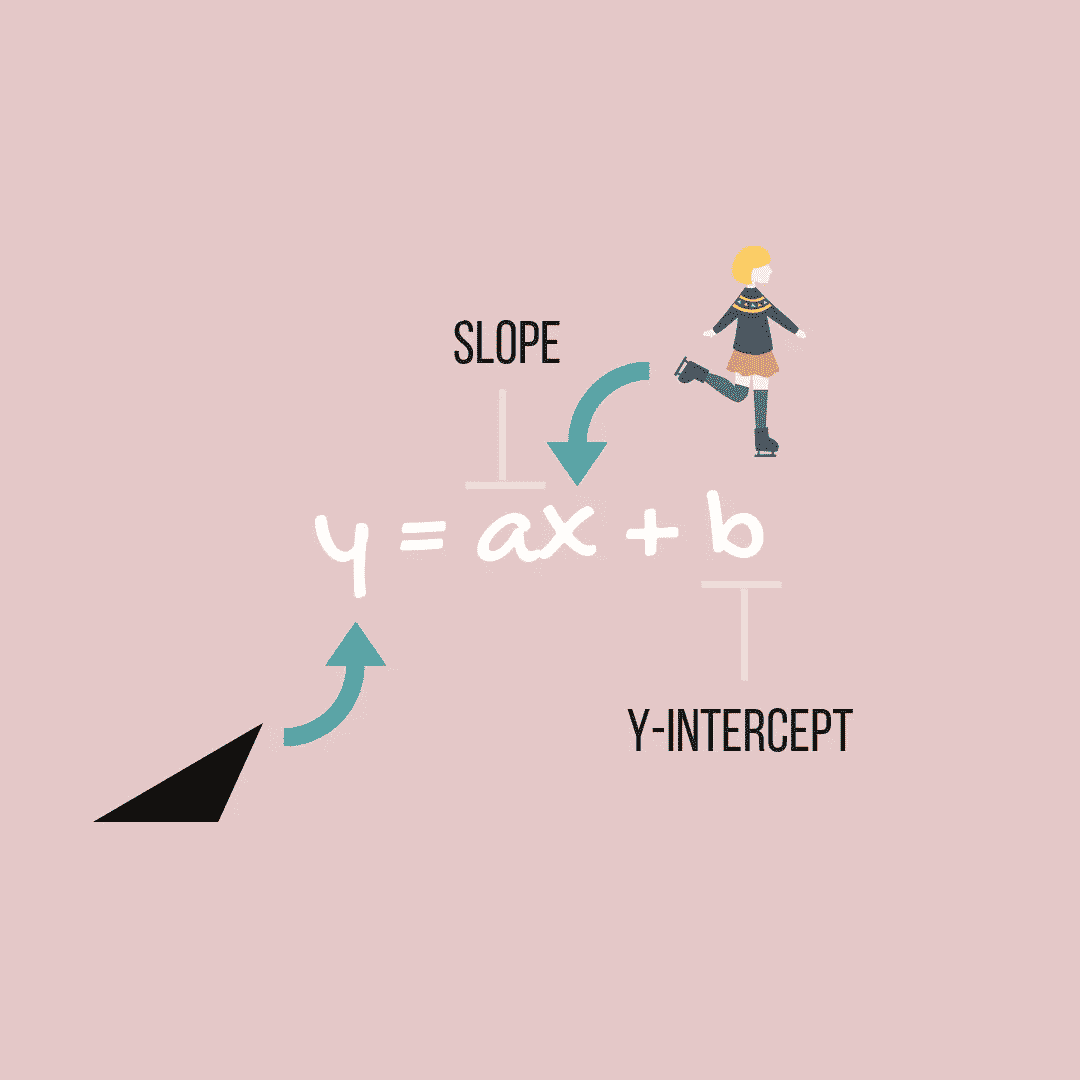 SLOPE
y = ax + b
Y-INTERCEPT